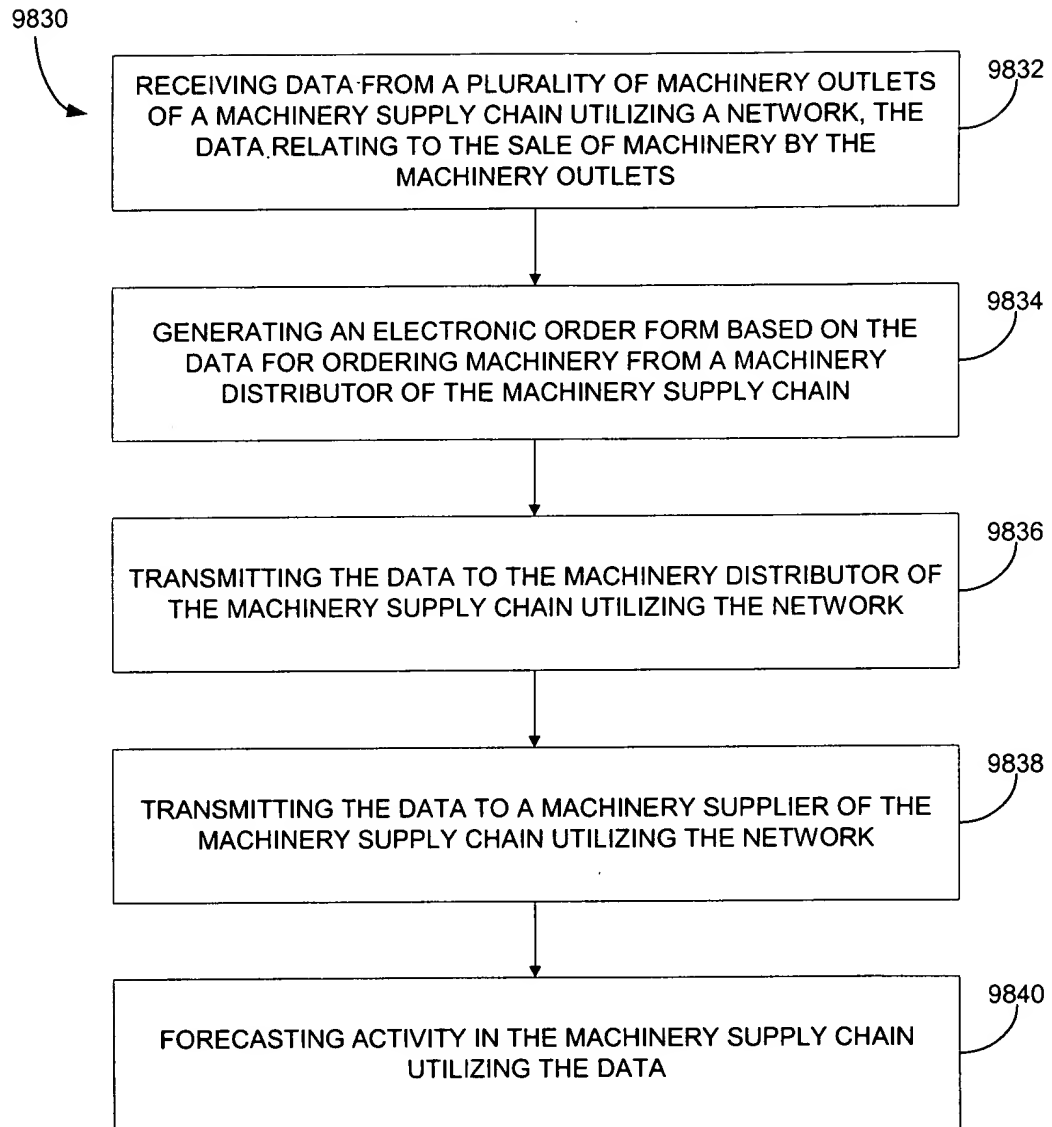 9830
RECEIVING DATA FROM A PLURALITY OF MACHINERY OUTLETS
OF A MACHINERY SUPPLY CHAIN UTILIZING A NETWORK, THE
DATA RELATING TO THE SALE OF MACHINERY BY THE
MACHINERY OUTLETS
9832
GENERATING AN ELECTRONIC ORDER FORM BASED ON THE
DATA FOR ORDERING MACHINERY FROM A MACHINERY
DISTRIBUTOR OF THE MACHINERY SUPPLY CHAIN
9834
TRANSMITTING THE DATA TO THE MACHINERY DISTRIBUTOR OF
THE MACHINERY SUPPLY CHAIN UTILIZING THE NETWORK
9836
TRANSMITTING THE DATA TO A MACHINERY SUPPLIER OF THE
MACHINERY SUPPLY CHAIN UTILIZING THE NETWORK
9838
FORECASTING ACTIVITY IN THE MACHINERY SUPPLY CHAIN
UTILIZING THE DATA
9840